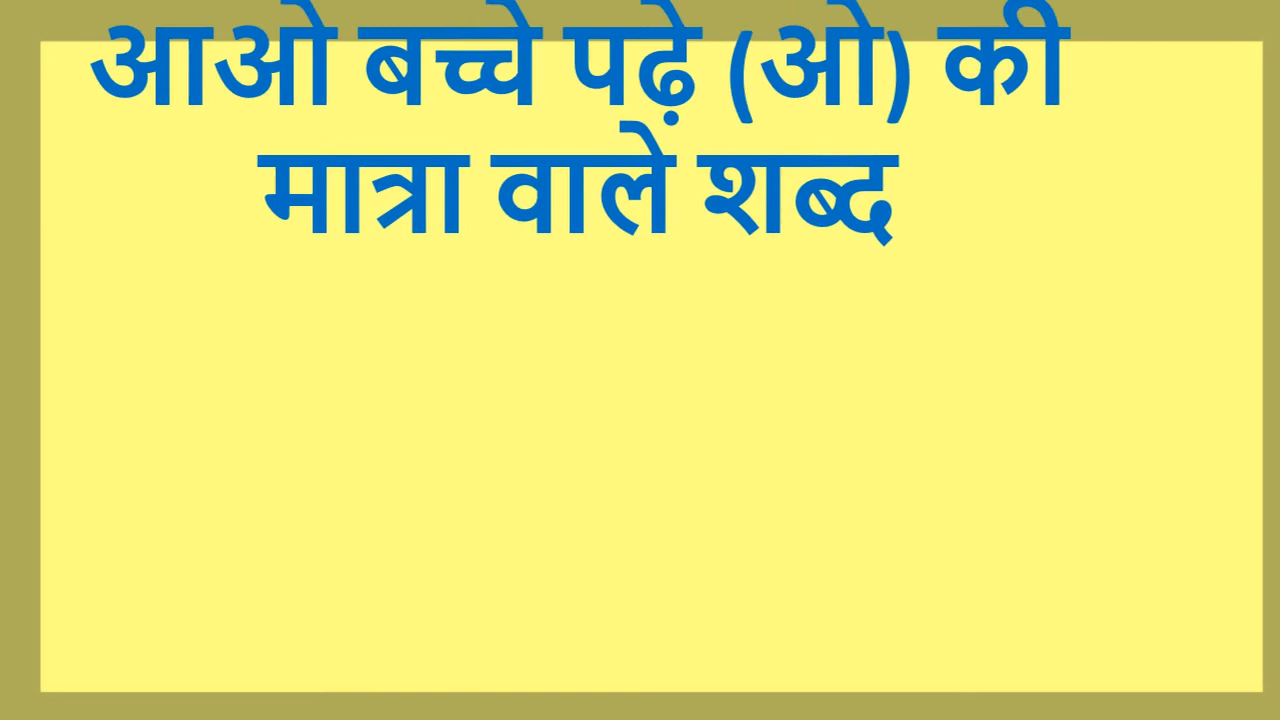 आओ बच्चे पढ़े (ओ) की
मात्रा वाले शब्द